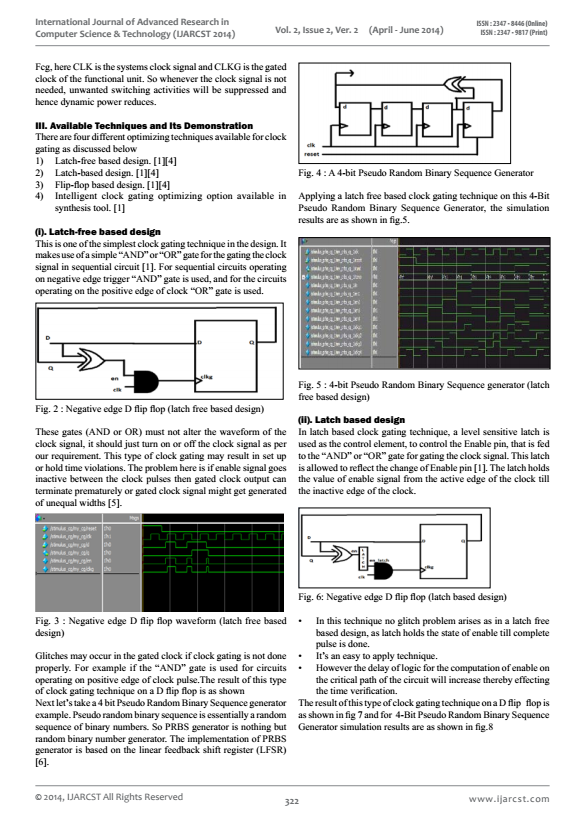 International Journal of Advanced Research in
Computer Science & Technology (IJARCST 2014)
Vol. 2, Issue 2, Ver. 2 (April - June 2014)
ISSN : 2347 - 8446 (Online)
ISSN : 2347 - 9817 (Print)
Fcg, here CLK is the systems clock signal and CLKG is the gated
clock of the functional unit. So whenever the clock signal is not
needed, unwanted switching activities will be suppressed and
hence dynamic power reduces.
III. Available Techniques and Its Demonstration
There are four different optimizing techniques available for clock
gating as discussed below
1) Latch-free based design. [1][4]
2) Latch-based design. [1][4]
3) Flip-flop based design. [1][4]
4) Intelligent clock gating optimizing option available in
synthesis tool. [1]
(i). Latch-free based design
This is one of the simplest clock gating technique in the design. It
makes use of a simple “AND” or “OR” gate for the gating the clock
signal in sequential circuit [1]. For sequential circuits operating
on negative edge trigger “AND” gate is used, and for the circuits
operating on the positive edge of clock “OR” gate is used.
D
Q
en
clk
D
Q
clkg
Fig. 2 : Negative edge D flip flop (latch free based design)
These gates (AND or OR) must not alter the waveform of the
clock signal, it should just turn on or off the clock signal as per
our requirement. This type of clock gating may result in set up
or hold time violations. The problem here is if enable signal goes
inactive between the clock pulses then gated clock output can
terminate prematurely or gated clock signal might get generated
of unequal widths [5].
Fig. 3 : Negative edge D flip flop waveform (latch free based
design)
Glitches may occur in the gated clock if clock gating is not done
properly. For example if the “AND” gate is used for circuits
operating on positive edge of clock pulse.The result of this type
of clock gating technique on a D flip flop is as shown
Next let’s take a 4 bit Pseudo Random Binary Sequence generator
example. Pseudo random binary sequence is essentially a random
sequence of binary numbers. So PRBS generator is nothing but
random binary number generator. The implementation of PRBS
generator is based on the linear feedback shift register (LFSR)
[6].
d
d
d
d
clk
reset
Fig. 4 : A 4-bit Pseudo Random Binary Sequence Generator
Applying a latch free based clock gating technique on this 4-Bit
Pseudo Random Binary Sequence Generator, the simulation
results are as shown in fig.5.
Fig. 5 : 4-bit Pseudo Random Binary Sequence generator (latch
free based design)
(ii). Latch based design
In latch based clock gating technique, a level sensitive latch is
used as the control element, to control the Enable pin, that is fed
to the “AND” or “OR” gate for gating the clock signal. This latch
is allowed to reflect the change of Enable pin [1]. The latch holds
the value of enable signal from the active edge of the clock till
the inactive edge of the clock.
D
Q
en
en_latch
clk
D
Q
Fig. 6: Negative edge D flip flop (latch based design)
• In this technique no glitch problem arises as in a latch free
based design, as latch holds the state of enable till complete
pulse is done.
• It’s an easy to apply technique.
• However the delay of logic for the computation of enable on
the critical path of the circuit will increase thereby effecting
the time verification.
The result of this type of clock gating technique on a D flip flop is
as shown in fig 7 and for 4-Bit Pseudo Random Binary Sequence
Generator simulation results are as shown in fig.8
© 2014, IJARCST All Rights Reserved
322
www.ijarcst.com